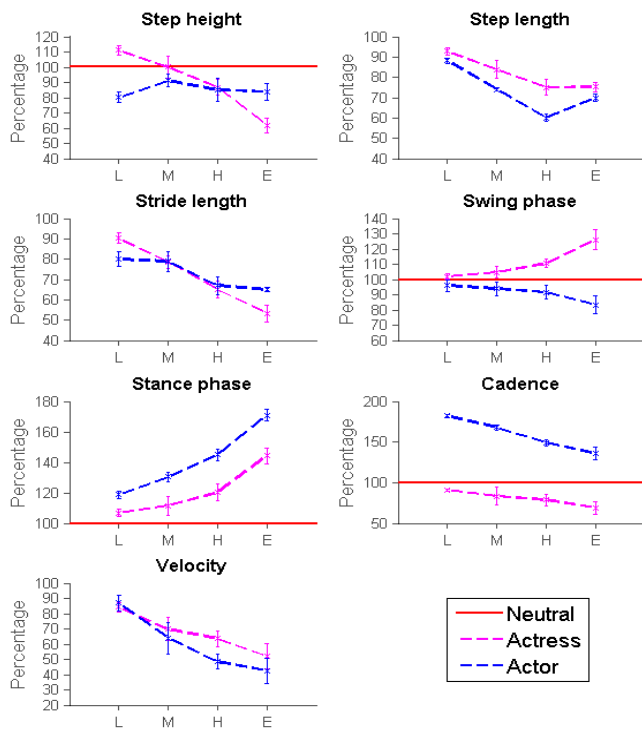 Step height
Percentage
120
110
100
90
80
70
60
50
40
30
L M H E
Step length
Percentage
100
90
80
70
60
50
40
L M H E
Stride length
Percentage
100
90
80
70
60
50
40
L M H E
Swing phase
Percentage
140
130
120
110
100
90
80
70
60
L M H E
Stance phase
Percentage
180
160
140
120
100
L M H E
Cadence
Percentage
200
150
100
50
L M H E
Velocity
Percentage
100
90
80
70
60
50
40
30
20
L M H E
Neutral
Actress
Actor